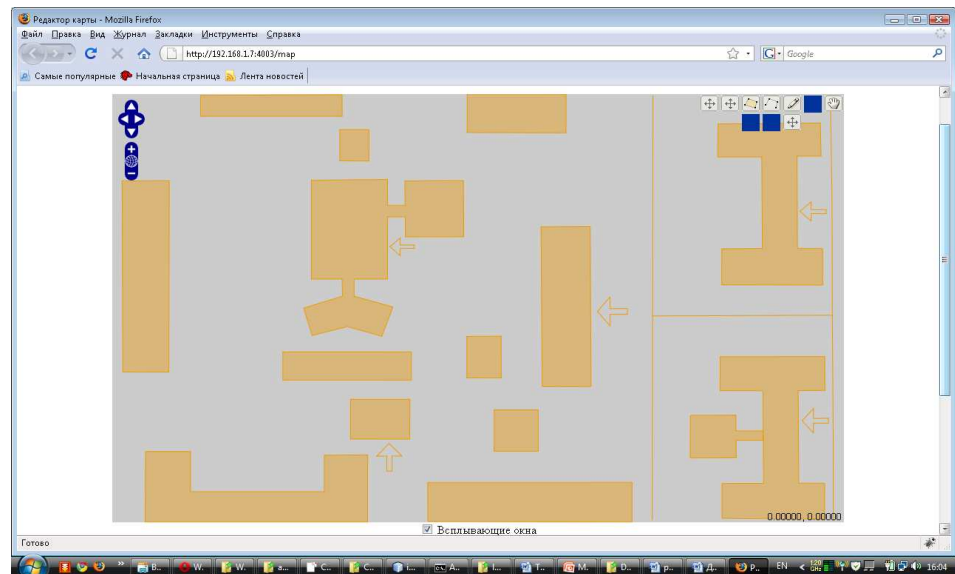 Редактор карты - Mozilla Firefox
Файл Правка Вид Журнал Закладки Инструменты Справка
http://192.168.1.7:4003/map
G Google
Самые популярные Начальная страница Лента новостей
0.00000, 0.00000
Всплывающие окна
Готово
B.. W. W. a... C... C... i... A... I... T.. M. D.. p... Д.. P.. EN 16:04